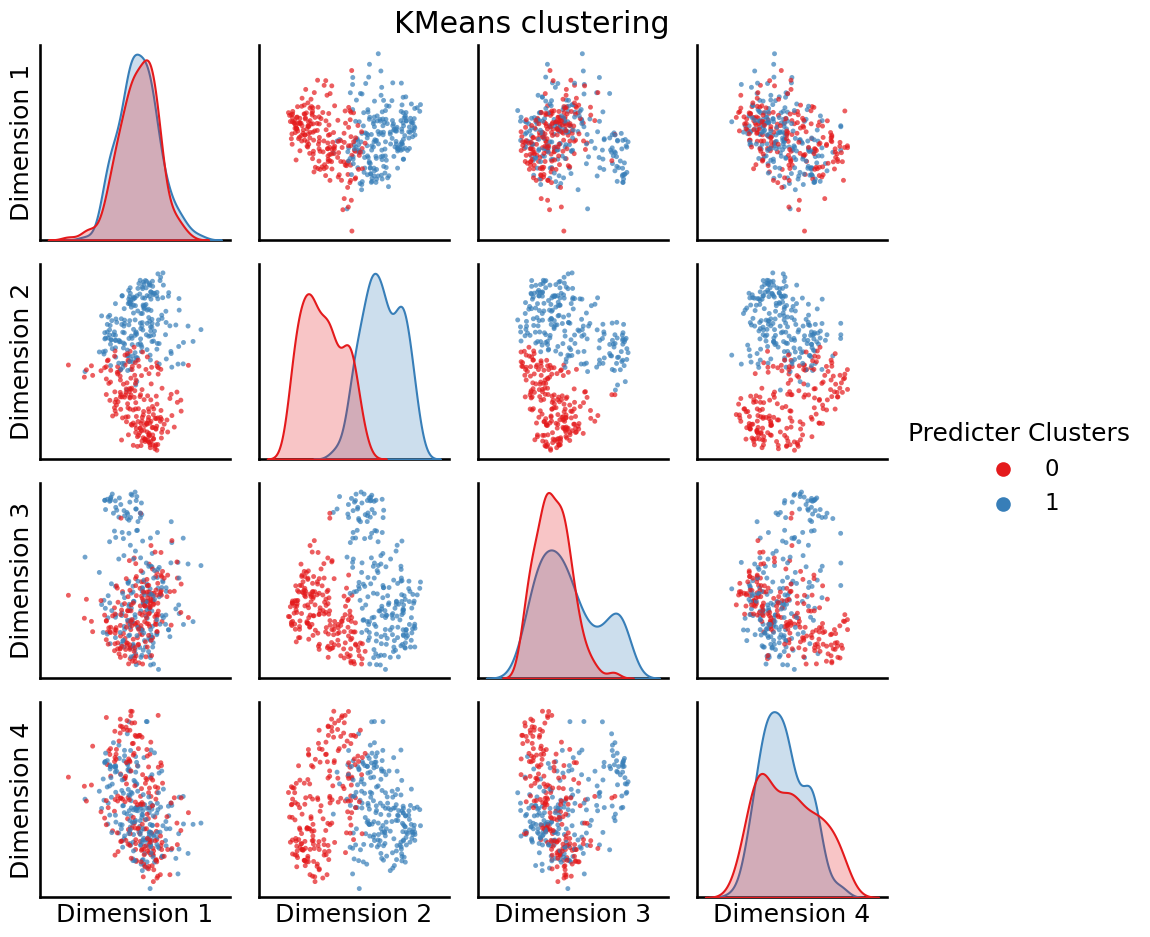 KMeans clustering
Dimension 1
Dimension 2
Dimension 3
Dimension 4
Predicter Clusters
0
1
Dimension 1
Dimension 2
Dimension 3
Dimension 4